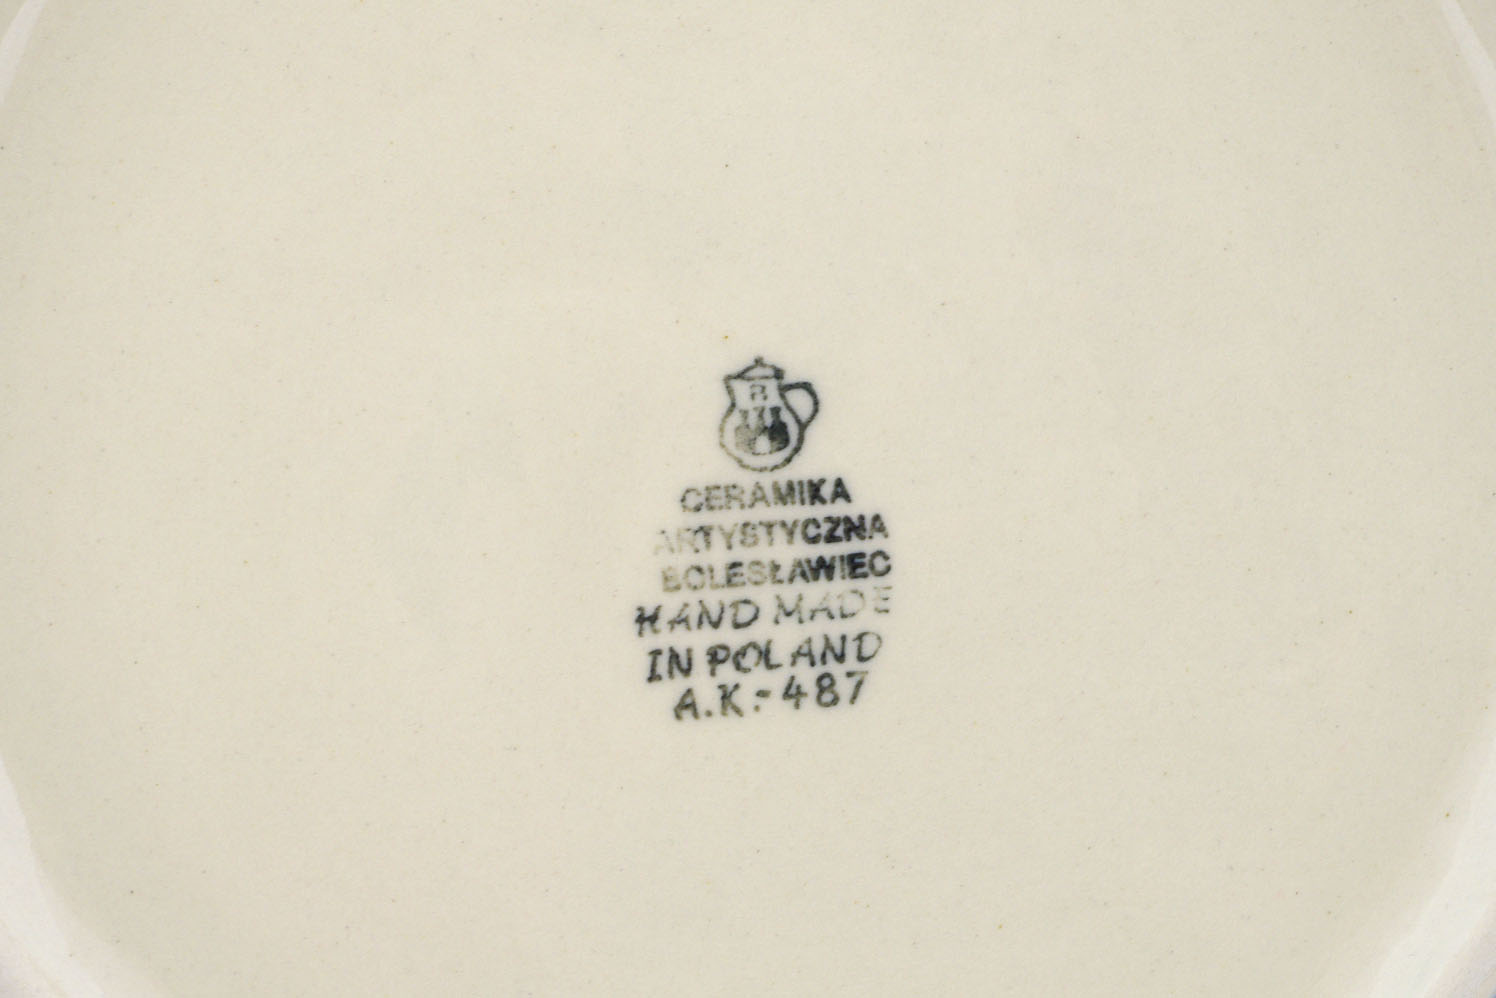 B
CERAMIKA
ARTYSTYCZNA
BOLESŁAWIEC
HAND MADE
IN POLAND
A.K.-487